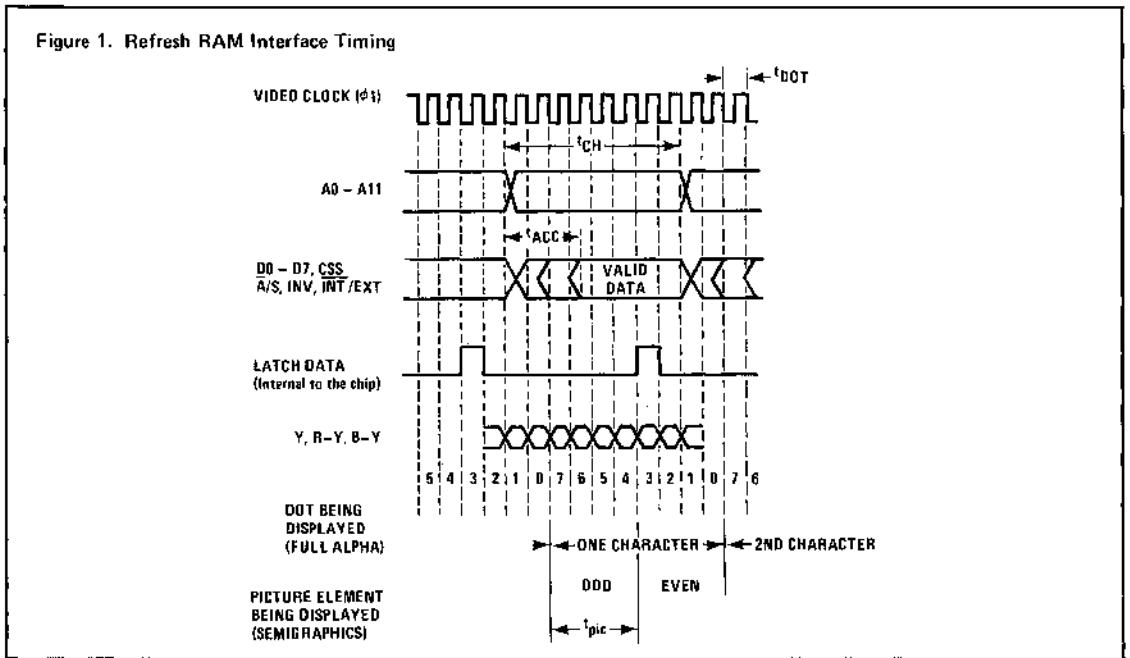 Figure 1. Refresh RAM Interface Timing
tDOT
VIDEO CLOCK (φ1)
tCH
A0 – A11
tACC
D0 – D7, CSS
A/S, INV, INT/EXT
VALID
DATA
LATCH DATA
(Internal to the chip)
Y, R–Y, B–Y
5 4 3 2 1 0 7 6 5 4 3 2 1 0 7 6
DOT BEING
DISPLAYED
(FULL ALPHA)
ONE CHARACTER
2ND CHARACTER
PICTURE ELEMENT
BEING DISPLAYED
(SEMIGRAPHICS)
ODD
EVEN
tpic